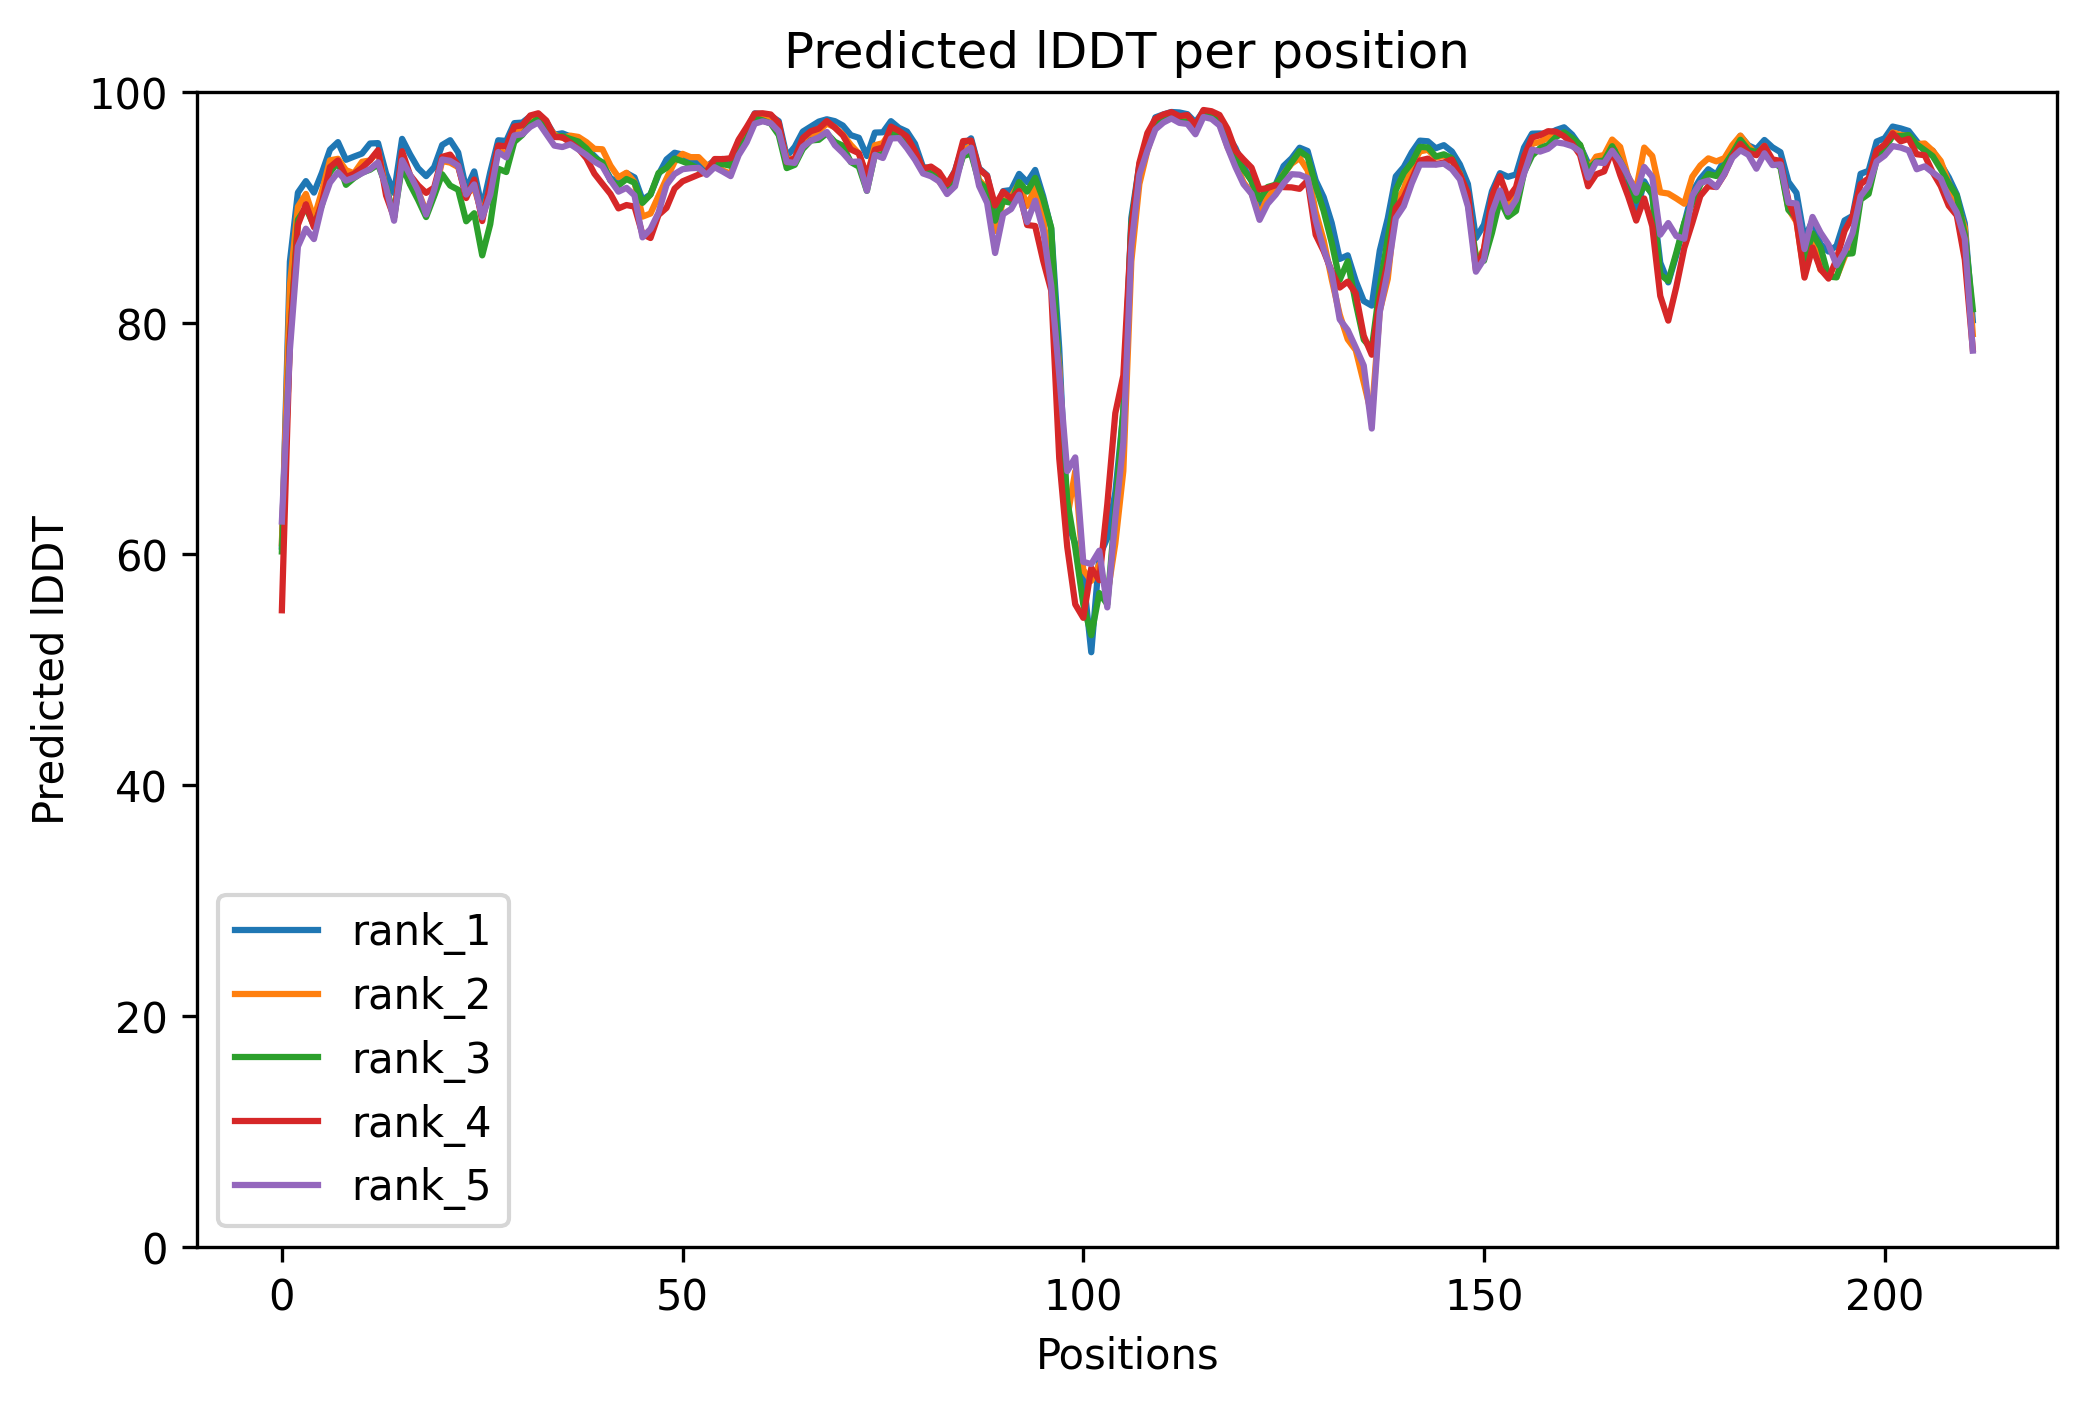 Predicted lDDT per position
100
80
60
40
20
0
Predicted lDDT
rank_1
rank_2
rank_3
rank_4
rank_5
0 50 100 150 200
Positions